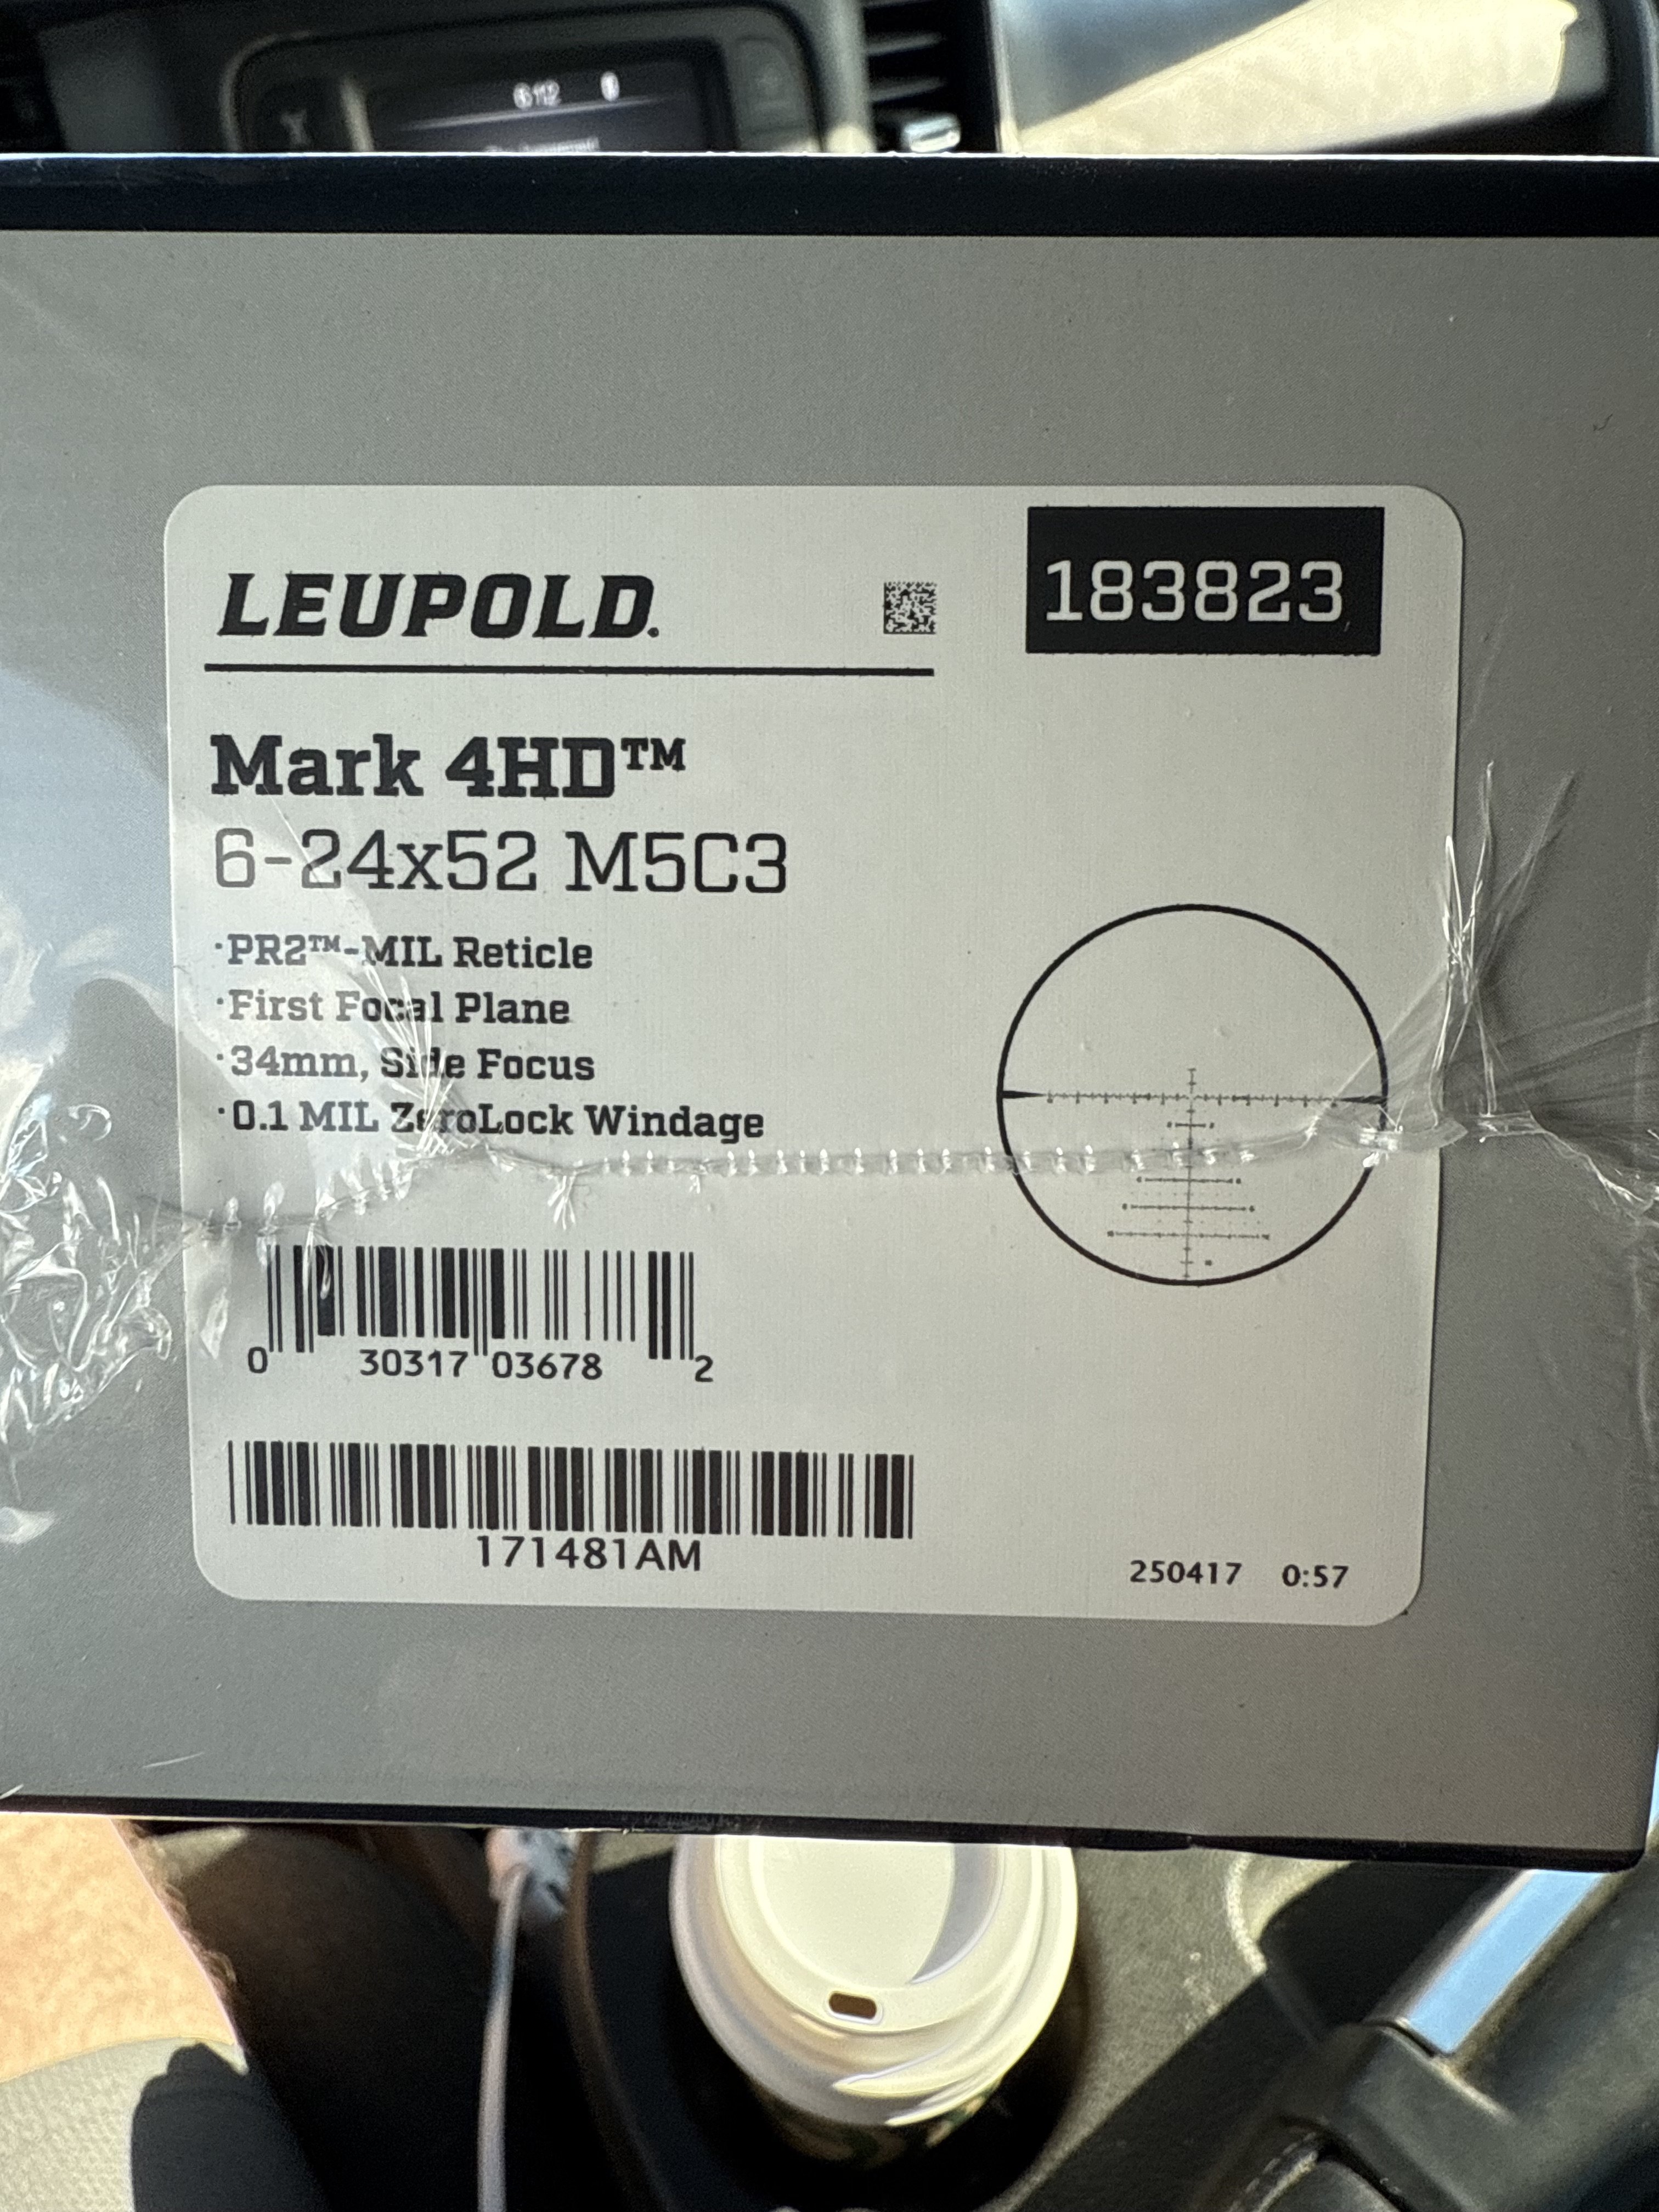 LEUPOLD.
183823
Mark 4HD™
6-24x52 M5C3
·PR2™-MIL Reticle
·First Focal Plane
·34mm, Side Focus
·0.1 MIL ZeroLock Windage
0 30317 03678 2
171481AM
250417 0:57